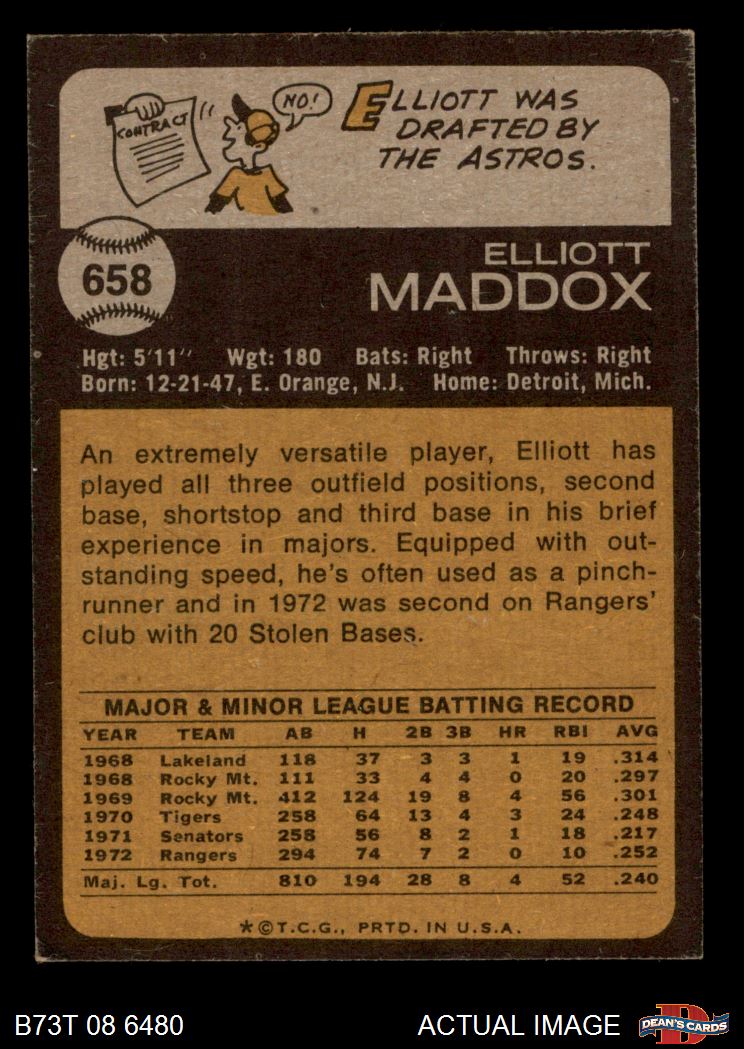 CONTRACT
NO!
ELLIOTT WAS
DRAFTED BY
THE ASTROS.
658
ELLIOTT
MADDOX
Hgt: 5'11" Wgt: 180 Bats: Right Throws: Right
Born: 12-21-47, E. Orange, N.J. Home: Detroit, Mich.
An extremely versatile player, Elliott has
played all three outfield positions, second
base, shortstop and third base in his brief
experience in majors. Equipped with out-
standing speed, he's often used as a pinch-
runner and in 1972 was second on Rangers'
club with 20 Stolen Bases.
MAJOR & MINOR LEAGUE BATTING RECORD
YEAR TEAM AB H 2B 3B HR RBI AVG
1968 Lakeland 118 37 3 3 1 19 .314
1968 Rocky Mt. 111 33 4 4 0 20 .297
1969 Rocky Mt. 412 124 19 8 4 56 .301
1970 Tigers 258 64 13 4 3 24 .248
1971 Senators 258 56 8 2 1 18 .217
1972 Rangers 294 74 7 2 0 10 .252
Maj. Lg. Tot. 810 194 28 8 4 52 .240
*©T.C.G., PRTD. IN U.S.A.
B73T 08 6480 ACTUAL IMAGE
D DEAN'S CARDS